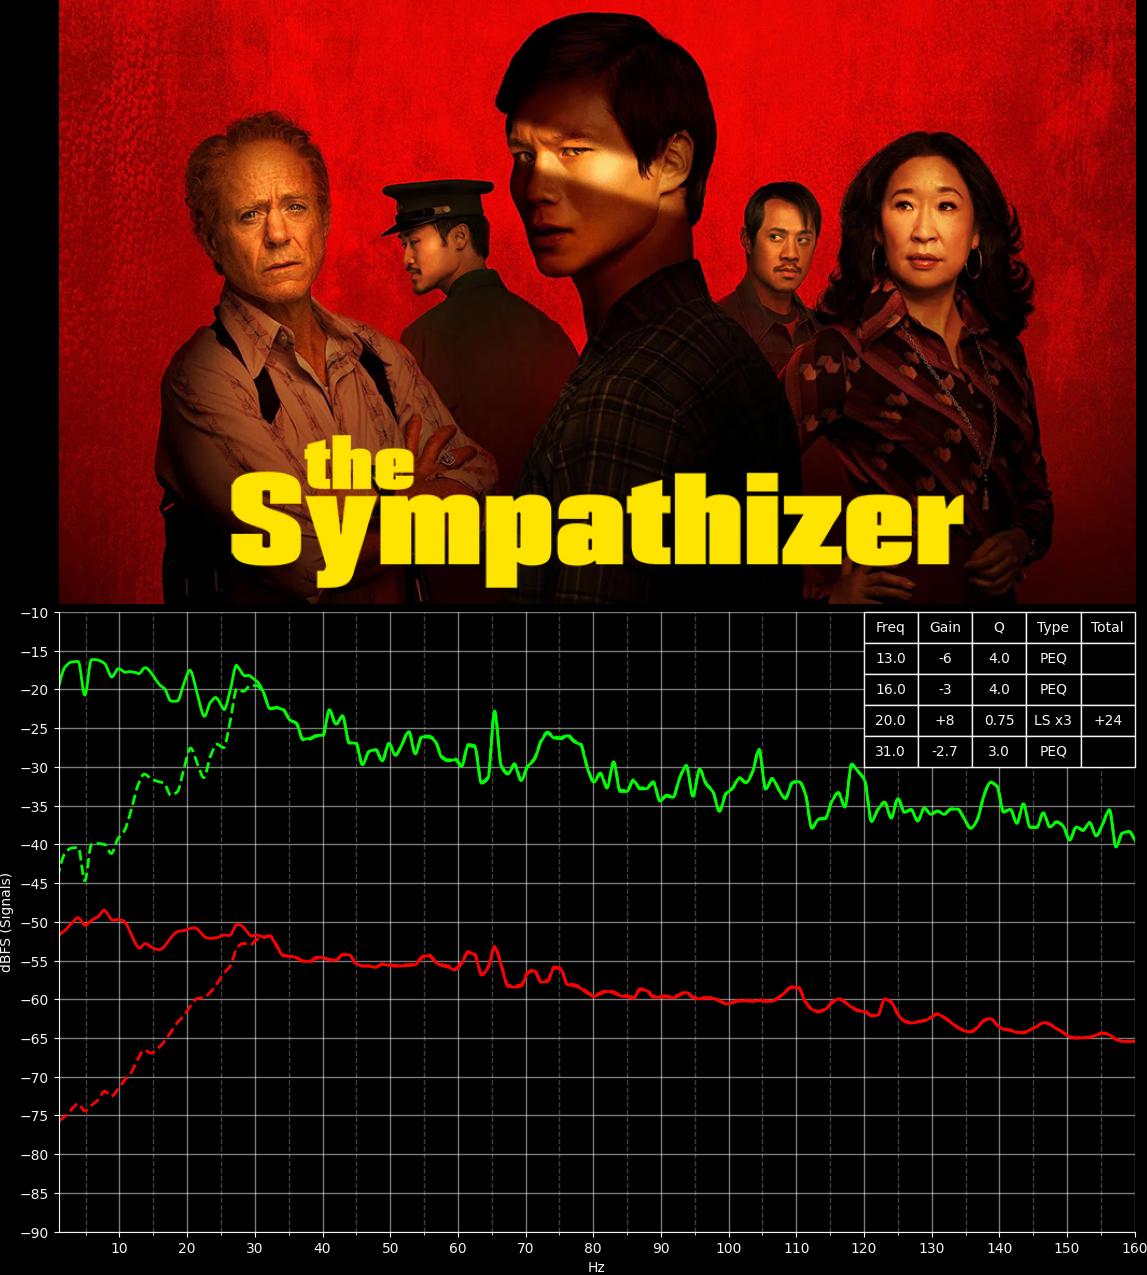 the
Sympathizer
Freq Gain Q Type Total
13.0 -6 4.0 PEQ
16.0 -3 4.0 PEQ
20.0 +8 0.75 LS x3 +24
31.0 -2.7 3.0 PEQ
−10
−15
−20
−25
−30
−35
−40
−45
−50
−55
−60
−65
−70
−75
−80
−85
−90
dBFS (Signals)
10 20 30 40 50 60 70 80 90 100 110 120 130 140 150 160
Hz